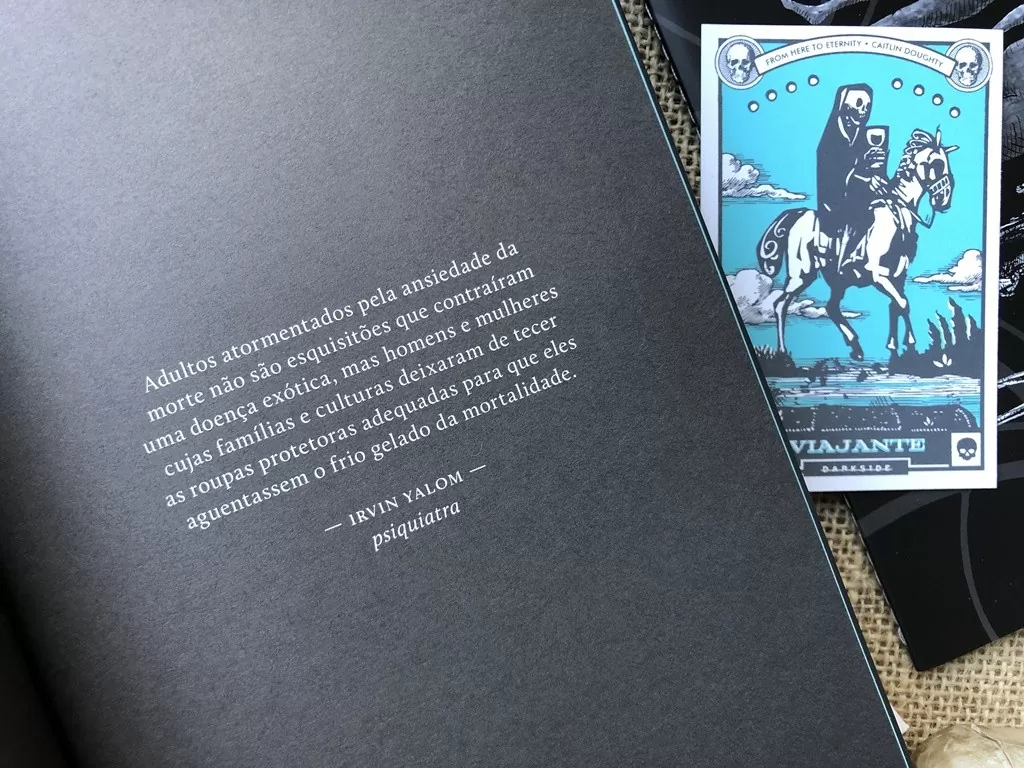 Adultos atormentados pela ansiedade da
morte não são esquisitões que contraíram
uma doença exótica, mas homens e mulheres
cujas famílias e culturas deixaram de tecer
as roupas protetoras adequadas para que eles
aguentassem o frio gelado da mortalidade.
— IRVIN YALOM —
psiquiatra
FROM HERE TO ETERNITY • CAITLIN DOUGHTY
VIAJANTE
DARKSIDE